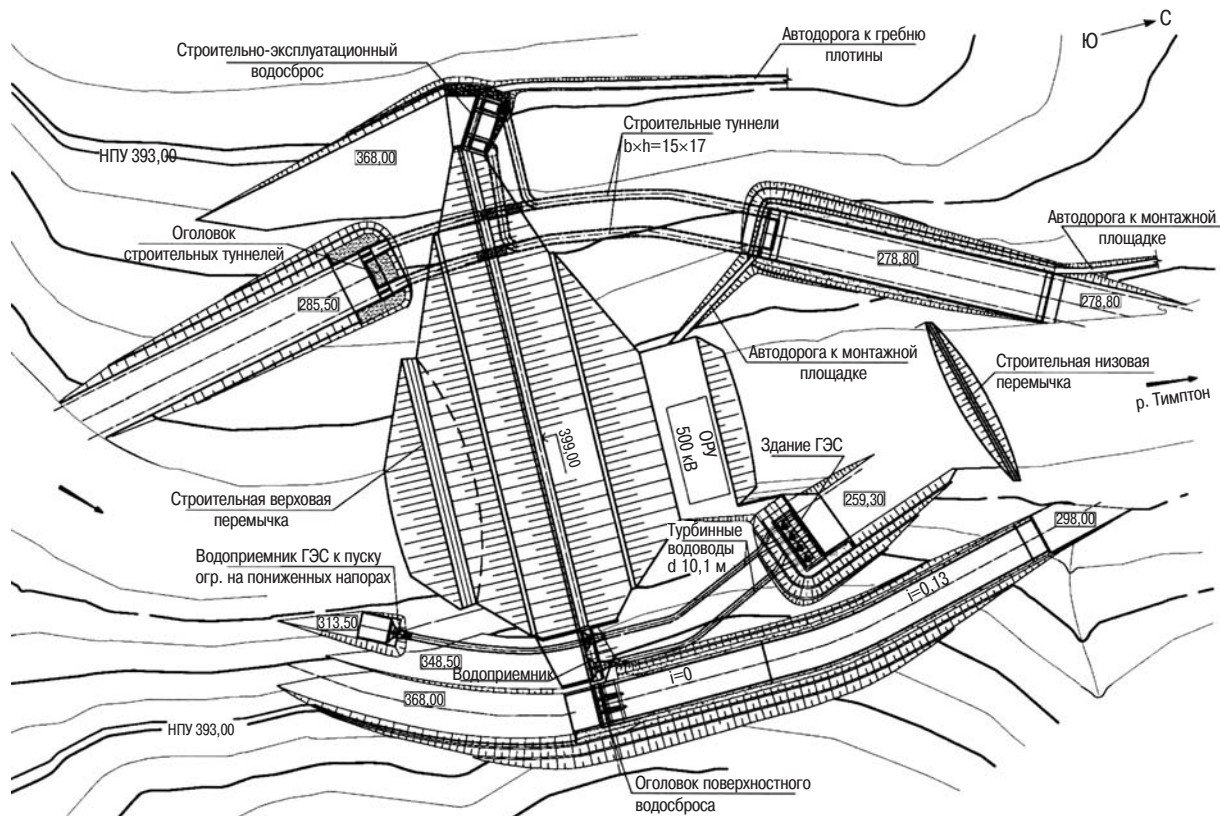 С
Ю
Автодорога к гребню
плотины
Строительно-эксплуатационный
водосброс
Строительные туннели
b×h=15×17
НПУ 393,00
368,00
Автодорога к монтажной
площадке
Оголовок
строительных туннелей
278,80
285,50
278,80
Автодорога к монтажной
площадке
Строительная низовая
перемычка
р. Тимптон
ОРУ
500 кВ
399,00
Здание ГЭС
259,30
Строительная верховая
перемычка
Турбинные
водоводы
d 10,1 м
298,00
Водоприемник ГЭС к пуску
огр. на пониженных напорах
i=0,13
313,50
348,50
Водоприемник
i=0
368,00
НПУ 393,00
Оголовок поверхностного
водосброса